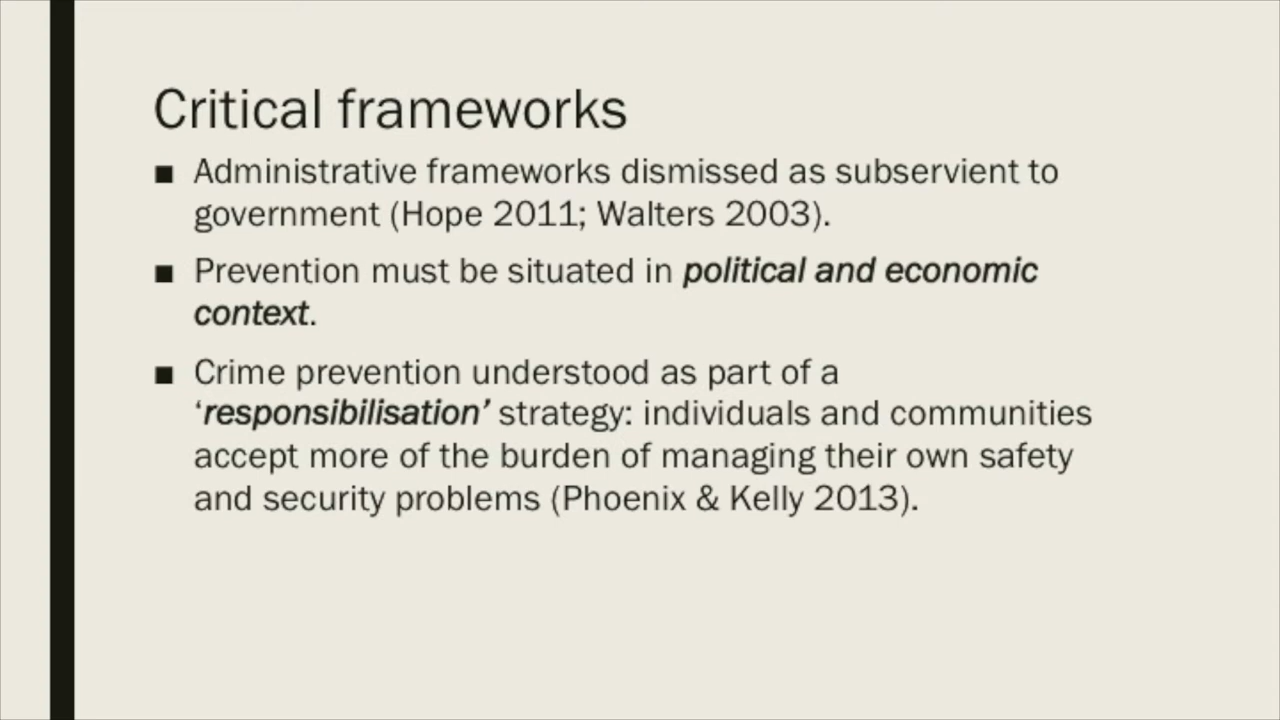 Critical frameworks
■ Administrative frameworks dismissed as subservient to
government (Hope 2011; Walters 2003).
■ Prevention must be situated in political and economic
context.
■ Crime prevention understood as part of a
‘responsibilisation’ strategy: individuals and communities
accept more of the burden of managing their own safety
and security problems (Phoenix & Kelly 2013).